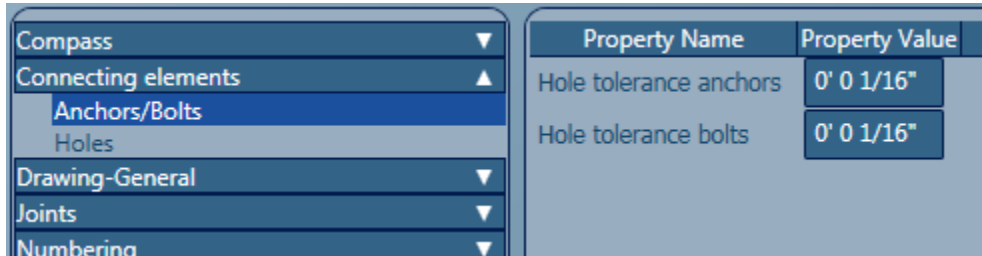 Compass
Connecting elements
Anchors/Bolts
Holes
Drawing-General
Joints
Numbering
Property Name Property Value
Hole tolerance anchors 0' 0 1/16"
Hole tolerance bolts 0' 0 1/16"